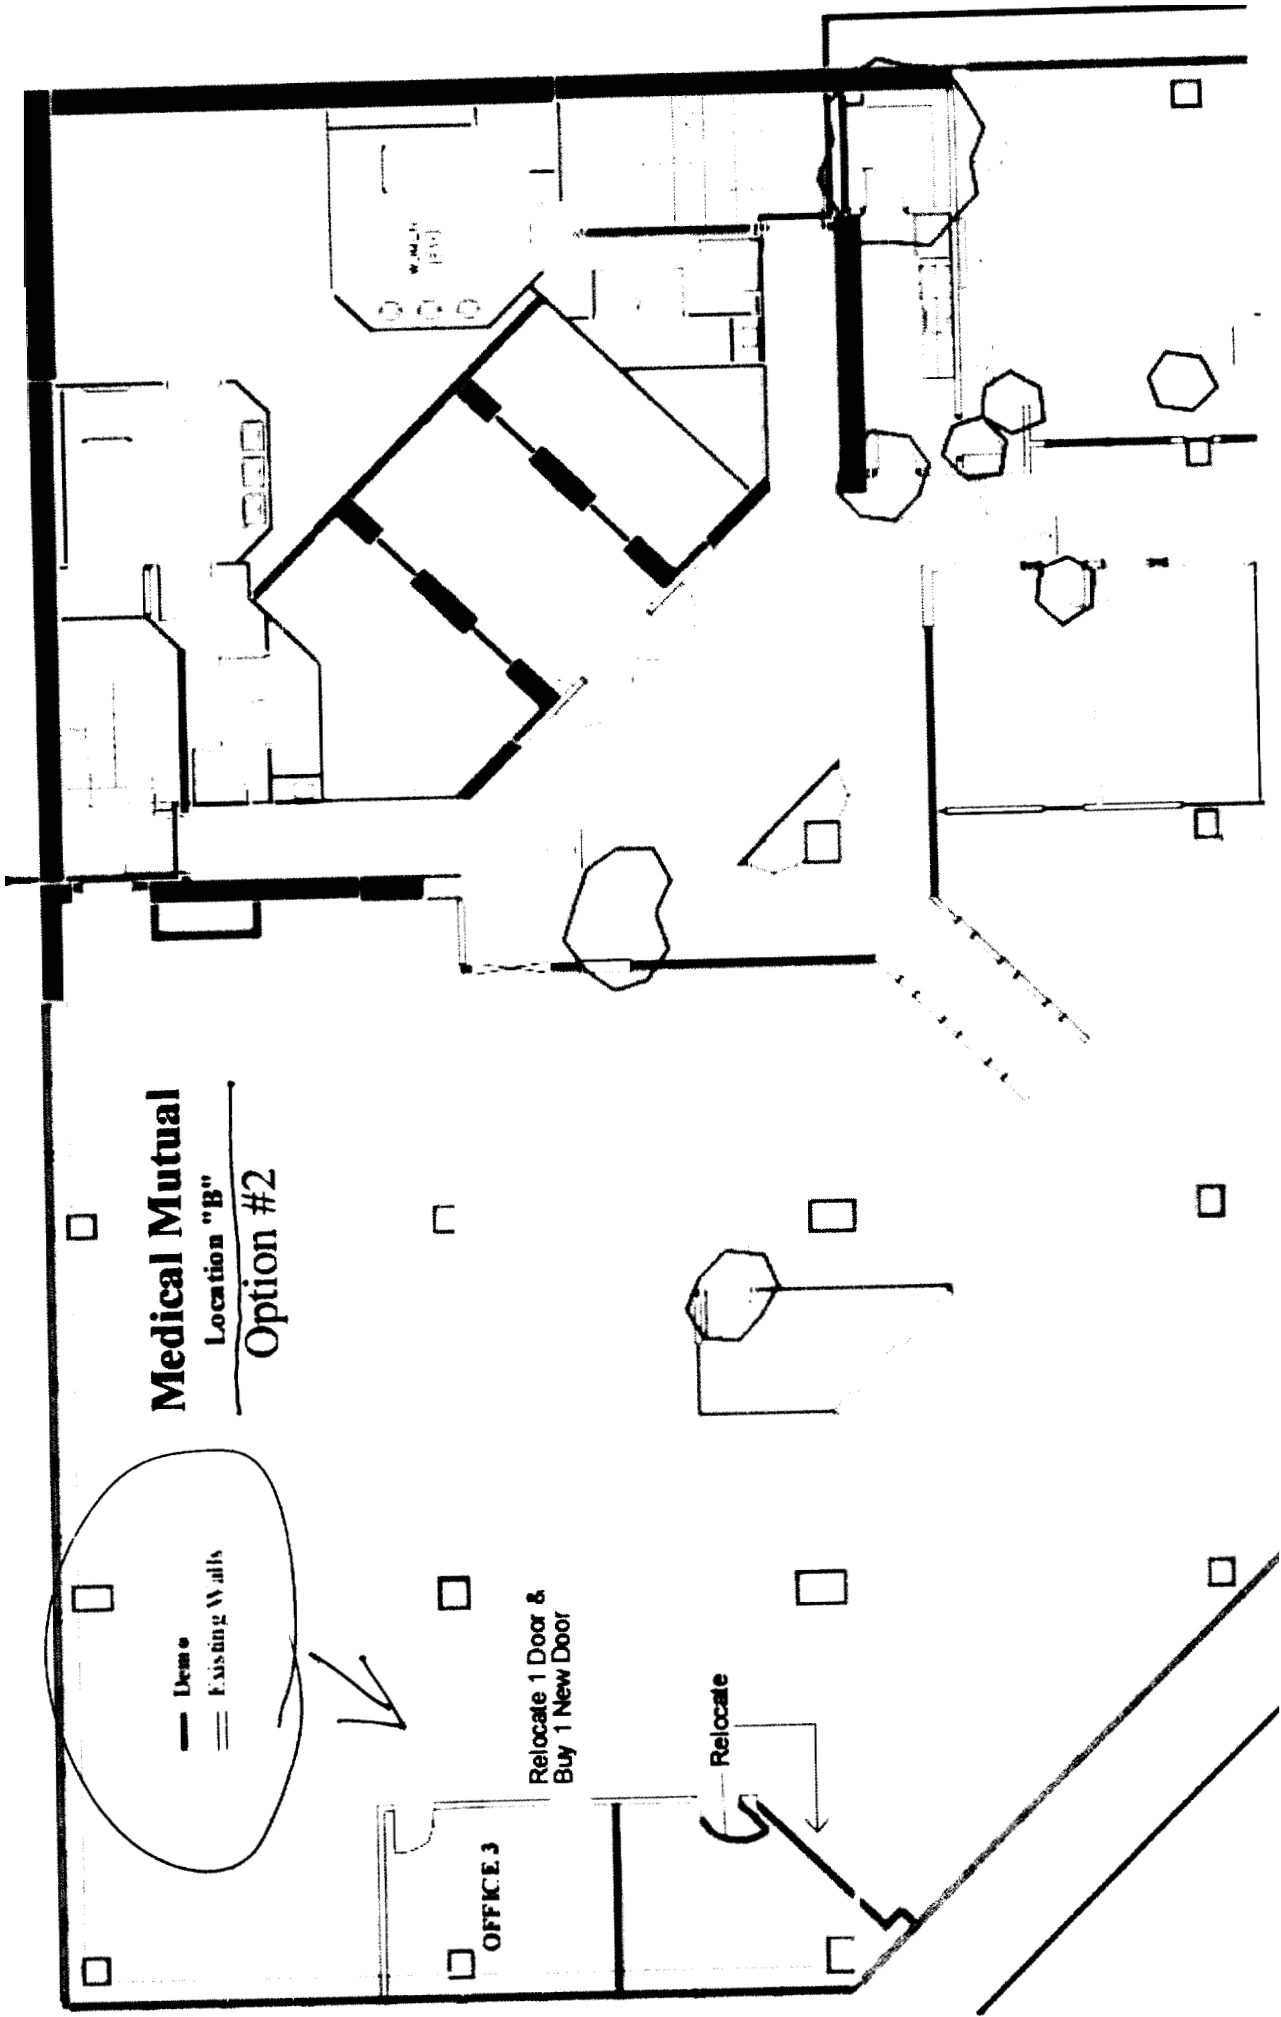 Medical Mutual
Location "B"
Option #2
Demo
Existing Walls
Relocate 1 Door &
Buy 1 New Door
Relocate
OFFICE 3